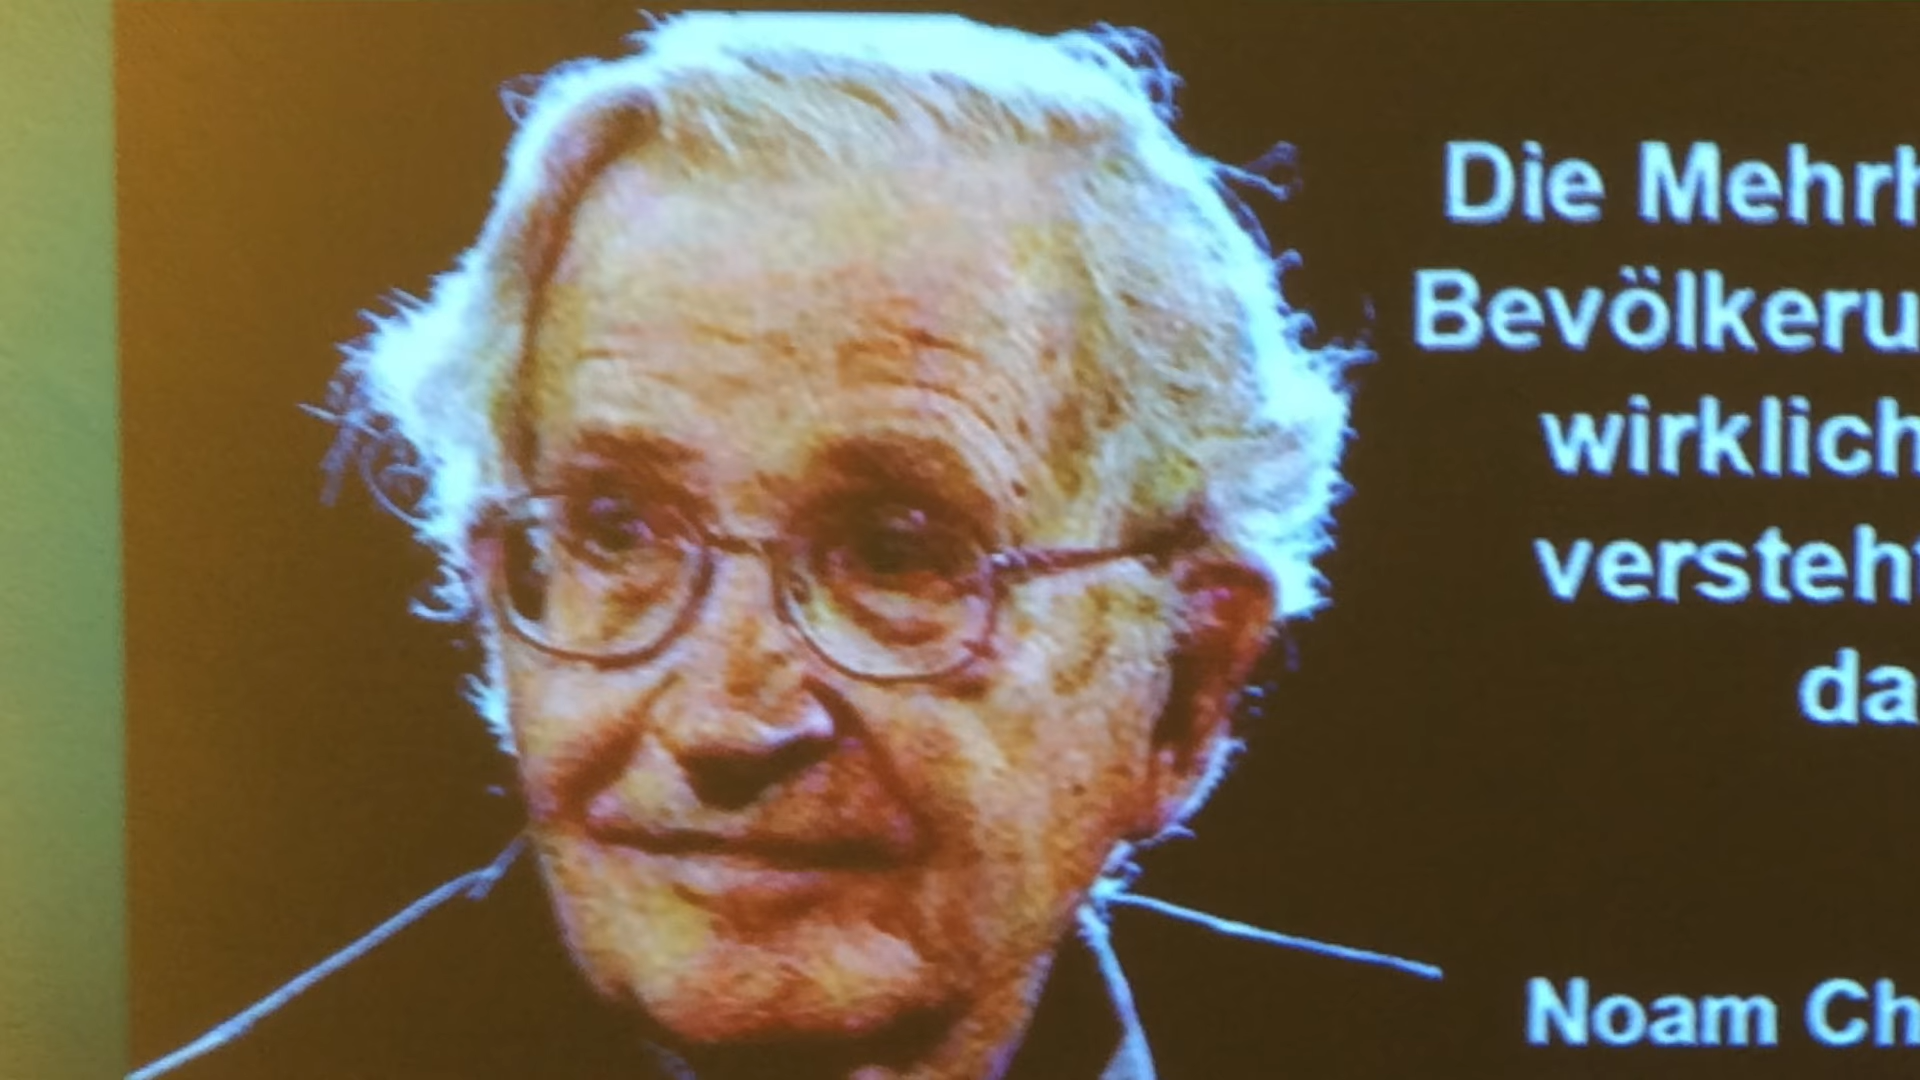 Die Mehrh
Bevölkeru
wirklich
versteht
da
Noam Ch